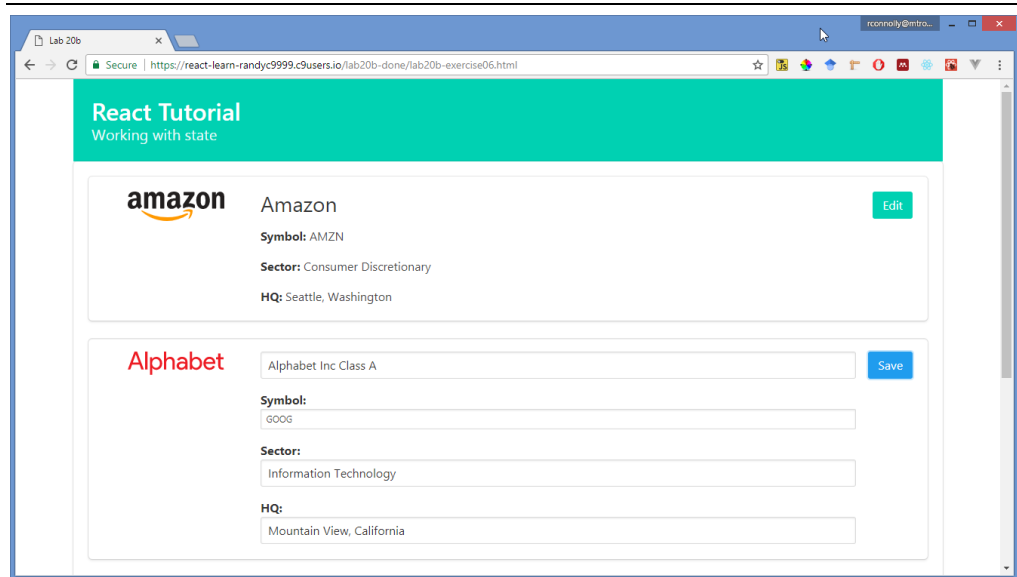 Lab 20b
rconnolly@mtro...
Secure | https://react-learn-randyc9999.c9users.io/lab20b-done/lab20b-exercise06.html
React Tutorial
Working with state
amazon
Amazon
Edit
Symbol: AMZN
Sector: Consumer Discretionary
HQ: Seattle, Washington
Alphabet
Alphabet Inc Class A
Save
Symbol:
GOOG
Sector:
Information Technology
HQ:
Mountain View, California